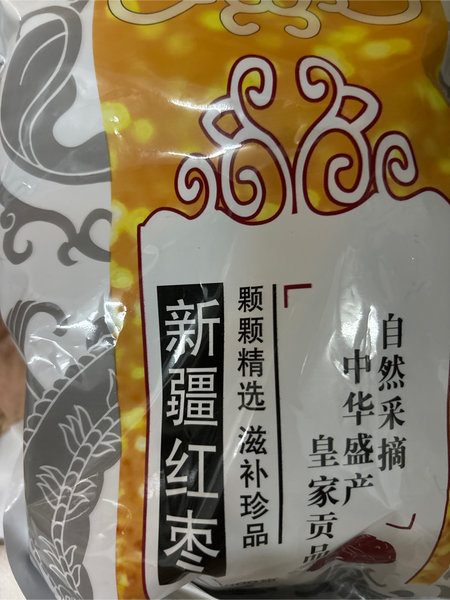 自然采摘
中华盛产
皇家贡品
颗颗精选 滋补珍品
新疆红枣